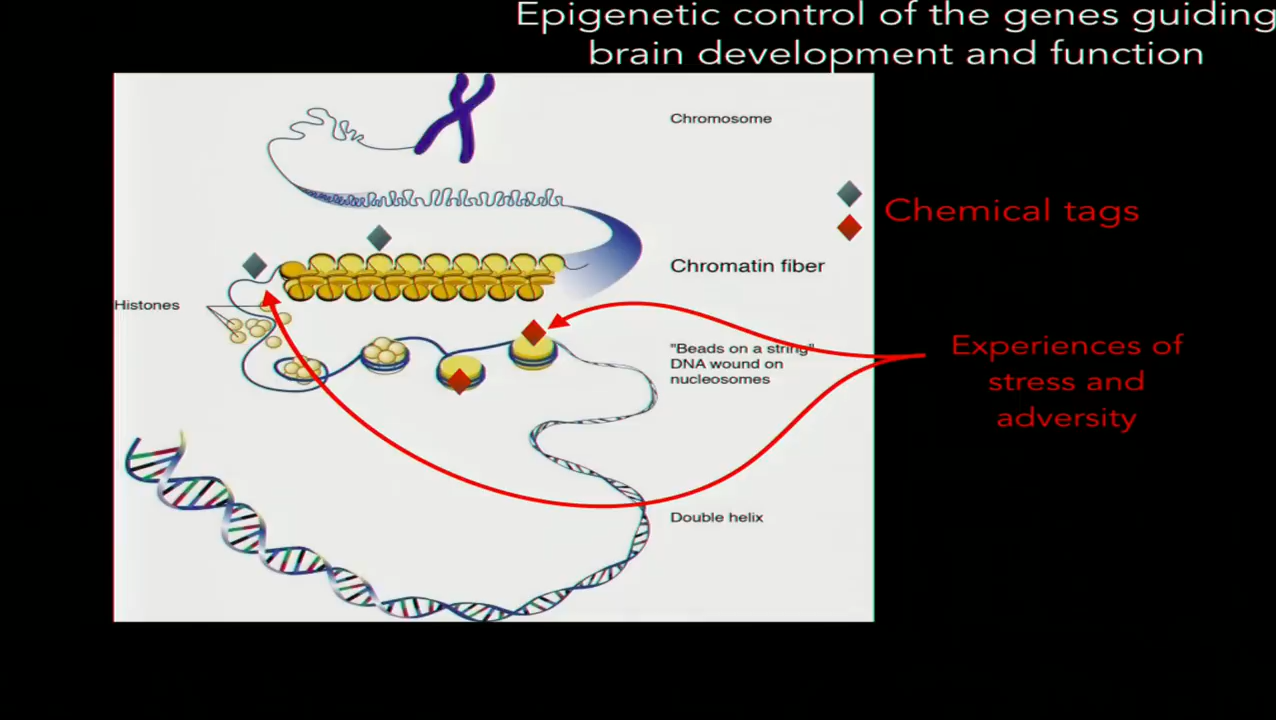 Epigenetic control of the genes guiding
brain development and function
Chromosome
Chemical tags
Chromatin fiber
Histones
"Beads on a string"
DNA wound on
nucleosomes
Experiences of
stress and
adversity
Double helix